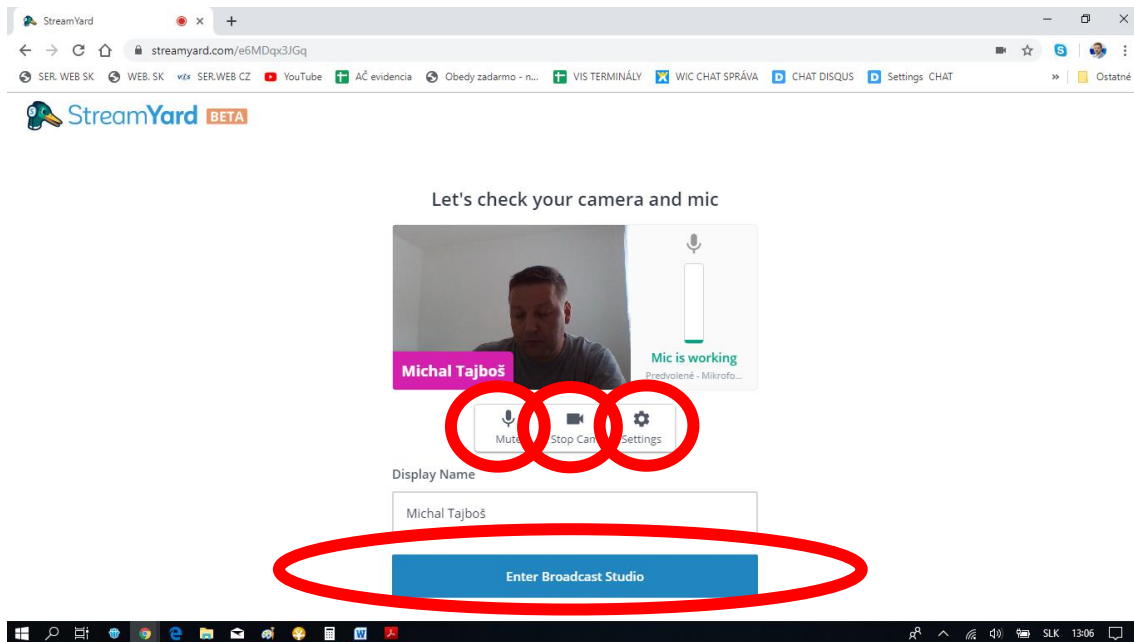 StreamYard
streamyard.com/e6MDqx3JGq
SER. WEB SK WEB. SK vis SER.WEB CZ YouTube AČ evidencia Obedy zadarmo - n... VIS TERMINÁLY WIC CHAT SPRÁVA CHAT DISQUS Settings CHAT » Ostatné
StreamYard BETA
Let's check your camera and mic
Michal Tajboš
Mic is working
Predvolené - Mikrofo...
Mute Stop Cam Settings
Display Name
Michal Tajboš
Enter Broadcast Studio
SLK 13:06